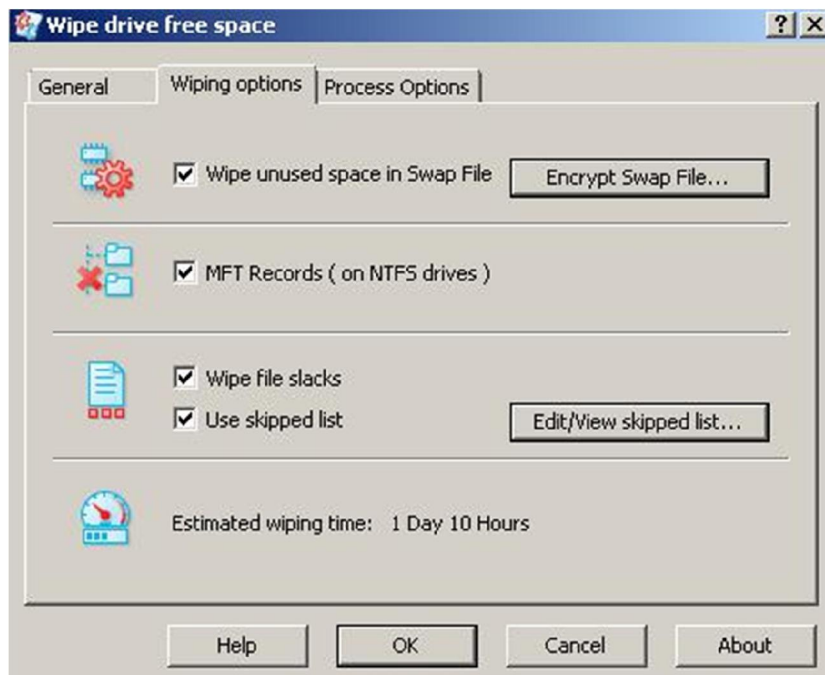 Wipe drive free space
General Wiping options Process Options
Wipe unused space in Swap File Encrypt Swap File...
MFT Records ( on NTFS drives )
Wipe file slacks
Use skipped list Edit/View skipped list...
Estimated wiping time: 1 Day 10 Hours
Help OK Cancel About